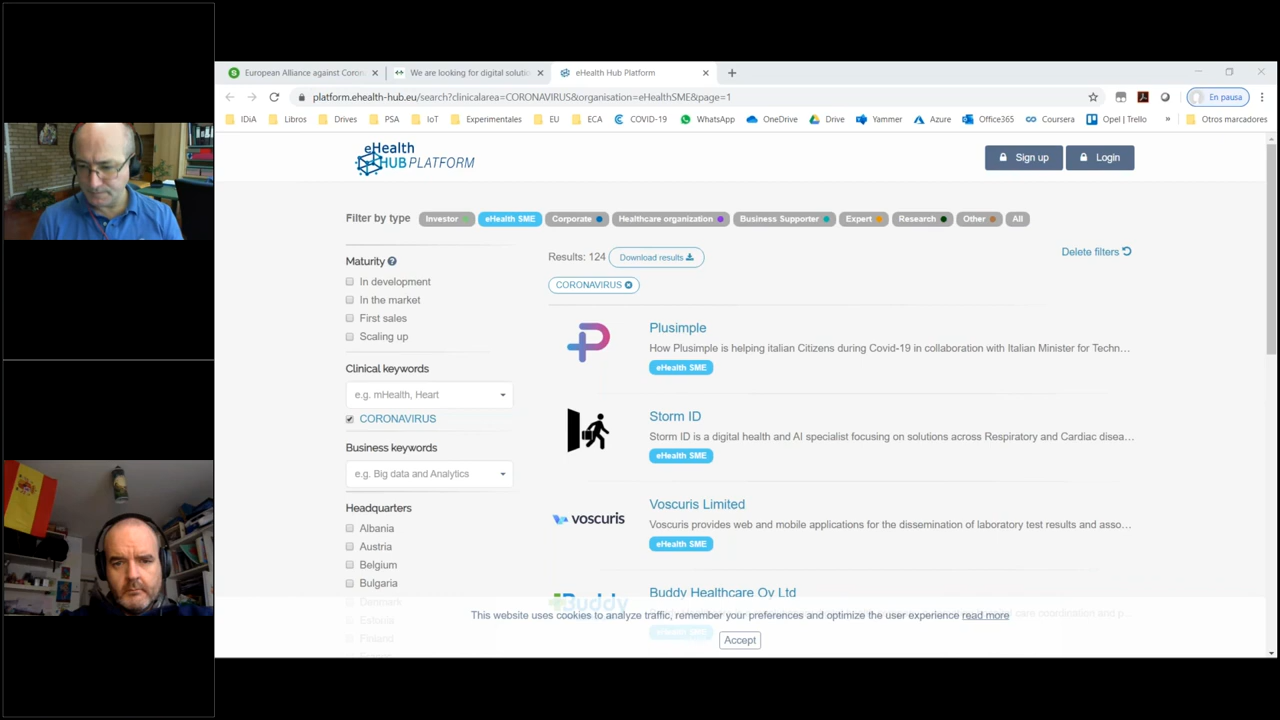 European Alliance against Coron
We are looking for digital soluti
eHealth Hub Platform
platform.ehealth-hub.eu/search?clinicalarea=CORONAVIRUS&organisation=eHealthSME&page=1
En pausa
IDiA Libros Drives PSA IoT Experimentales EU ECA COVID-19 WhatsApp OneDrive Drive Yammer Azure Office365 Coursera Opel | Trello » Otros marcadores
eHealth
HUB PLATFORM
Sign up Login
Filter by type Investor eHealth SME Corporate Healthcare organization Business Supporter Expert Research Other All
Maturity
In development
In the market
First sales
Scaling up
Clinical keywords
e.g. mHealth, Heart
CORONAVIRUS
Business keywords
e.g. Big data and Analytics
Headquarters
Albania
Austria
Belgium
Bulgaria
Denmark
Estonia
Finland
Results: 124 Download results Delete filters
CORONAVIRUS
Plusimple
How Plusimple is helping italian Citizens during Covid-19 in collaboration with Italian Minister for Techn...
eHealth SME
Storm ID
Storm ID is a digital health and AI specialist focusing on solutions across Respiratory and Cardiac disea...
eHealth SME
voscuris
Voscuris Limited
Voscuris provides web and mobile applications for the dissemination of laboratory test results and asso...
eHealth SME
Buddy
Buddy Healthcare Oy Ltd
care coordination and p...
eHealth SME
This website uses cookies to analyze traffic, remember your preferences and optimize the user experience read more
Accept